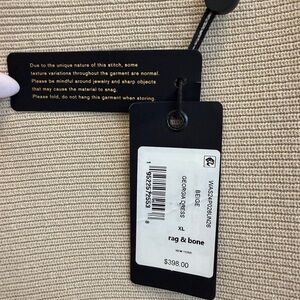 Due to the unique nature of this stitch, some
texture variations throughout the garment are normal.
Please be mindful around jewelry and sharp objects
that may cause the material to snag.
Please fold, do not hang this garment when storing.
BEIGE
GEORGIA DRESS
XL
rag & bone
NEW YORK
$398.00